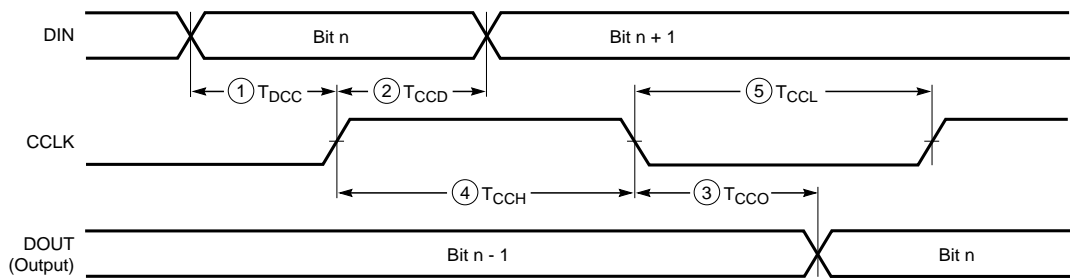 DIN
Bit n
Bit n + 1
1 TDCC
2 TCCD
5 TCCL
CCLK
4 TCCH
3 TCCO
DOUT
(Output)
Bit n - 1
Bit n